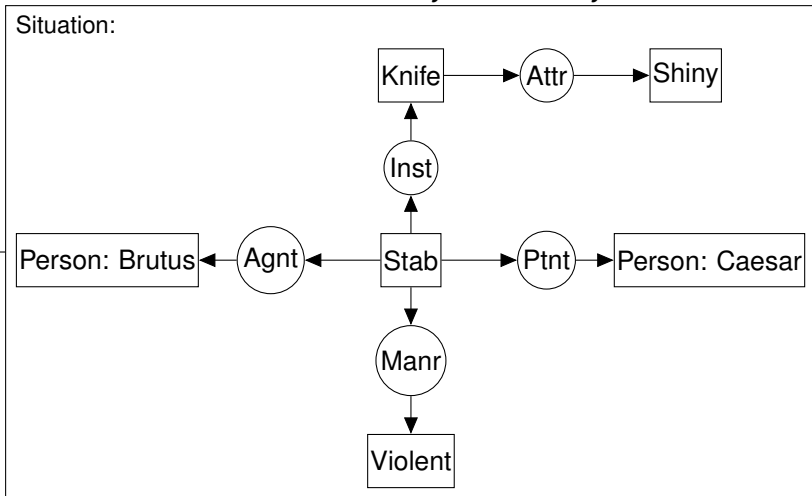 Situation:
Knife
Attr
Shiny
Inst
Person: Brutus
Agnt
Stab
Ptnt
Person: Caesar
Manr
Violent